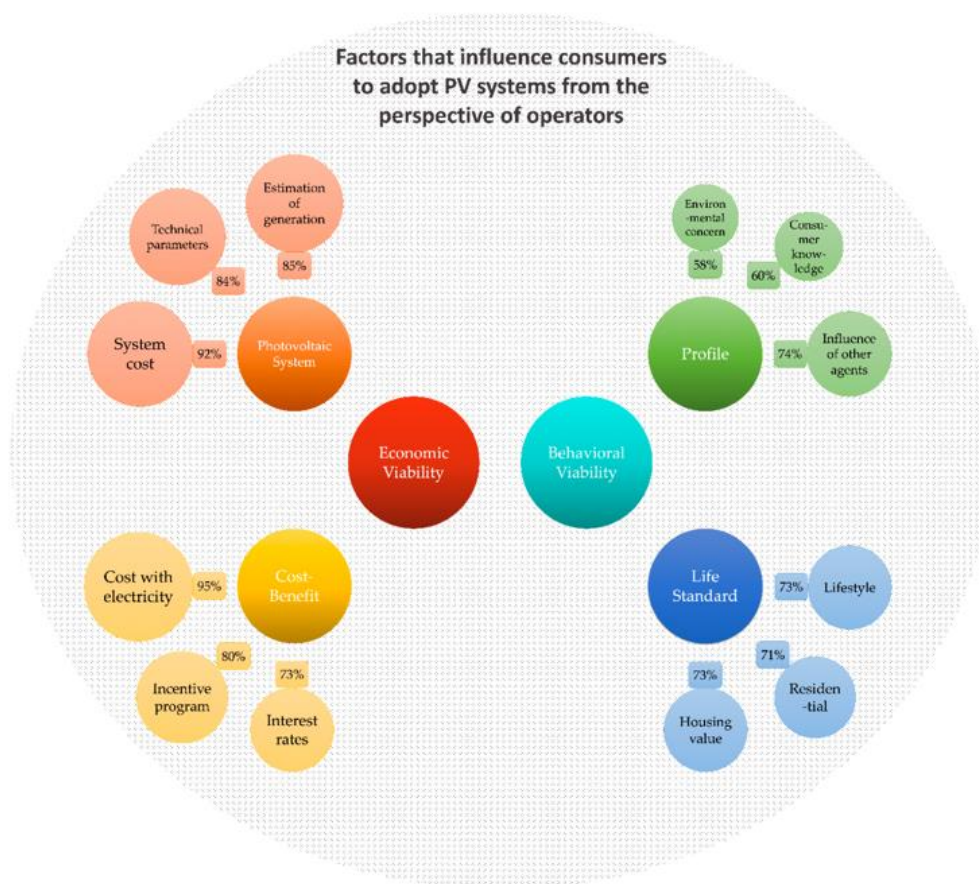 Factors that influence consumers
to adopt PV systems from the
perspective of operators
Estimation
of
generation
Technical
parameters
85%
84%
System
cost
92%
Photovoltaic
System
Environ
-mental
concern
Consu-
mer
know-
ledge
58%
60%
Profile
74%
Influence
of other
agents
Economic
Viability
Behavioral
Viability
Cost with
electricity
95%
Cost-
Benefit
80%
73%
Incentive
program
Interest
rates
Life
Standard
73%
Lifestyle
71%
73%
Residen
-tial
Housing
value